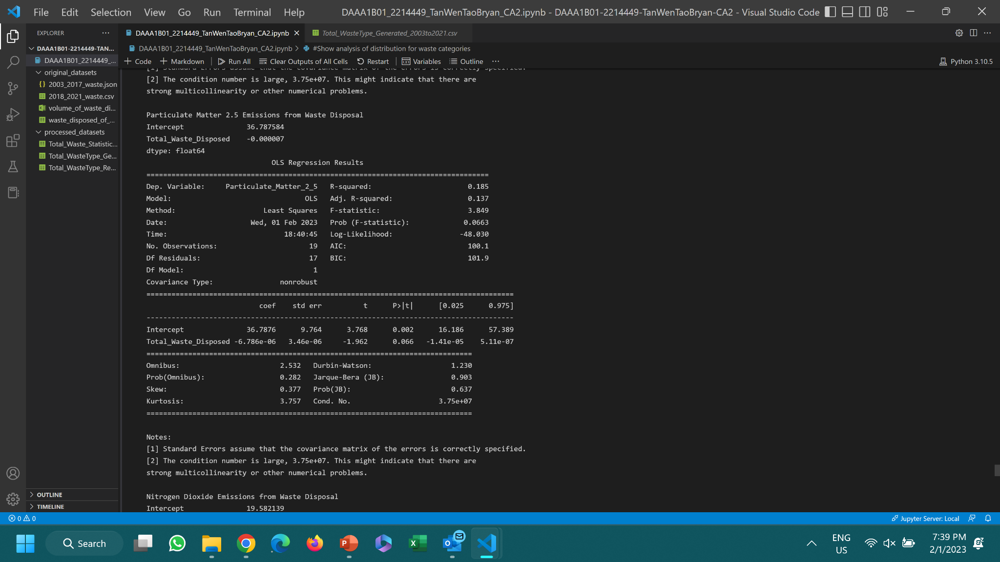 File Edit Selection View Go Run Terminal Help DAAA1B01_2214449_TanWenTaoBryan_CA2.ipynb - DAAA1B01-2214449-TanWenTaoBryan-CA2 - Visual Studio Code
EXPLORER ...
DAAA1B01_2214449_TanWenTaoBryan_CA2.ipynb
Total_WasteType_Generated_2003to2021.csv
DAAA1B01-2214449-TAN...
DAAA1B01_2214449_TanWenTaoBryan_CA2.ipynb > #Show analysis of distribution for waste categories
DAAA1B01_2214449_...
+ Code + Markdown | Run All Clear Outputs of All Cells Restart | Variables Outline ... Python 3.10.5
original_datasets
2003_2017_waste.json
2018_2021_waste.csv
volume_of_waste_di...
waste_disposed_of_...
processed_datasets
Total_Waste_Statistic...
Total_WasteType_Ge...
Total_WasteType_Re...
OUTLINE
TIMELINE
[1] Standard Errors assume that the covariance matrix of the errors is correctly specified.
[2] The condition number is large, 3.75e+07. This might indicate that there are
strong multicollinearity or other numerical problems.
Particulate Matter 2.5 Emissions from Waste Disposal
Intercept 36.787584
Total_Waste_Disposed -0.000007
dtype: float64
OLS Regression Results
==================================================================================
Dep. Variable: Particulate_Matter_2_5 R-squared: 0.185
Model: OLS Adj. R-squared: 0.137
Method: Least Squares F-statistic: 3.849
Date: Wed, 01 Feb 2023 Prob (F-statistic): 0.0663
Time: 18:40:45 Log-Likelihood: -48.030
No. Observations: 19 AIC: 100.1
Df Residuals: 17 BIC: 101.9
Df Model: 1
Covariance Type: nonrobust
========================================================================================
coef std err t P>|t| [0.025 0.975]
----------------------------------------------------------------------------------------
Intercept 36.7876 9.764 3.768 0.002 16.186 57.389
Total_Waste_Disposed -6.786e-06 3.46e-06 -1.962 0.066 -1.41e-05 5.11e-07
==============================================================================
Omnibus: 2.532 Durbin-Watson: 1.230
Prob(Omnibus): 0.282 Jarque-Bera (JB): 0.903
Skew: 0.377 Prob(JB): 0.637
Kurtosis: 3.757 Cond. No. 3.75e+07
==============================================================================
Notes:
[1] Standard Errors assume that the covariance matrix of the errors is correctly specified.
[2] The condition number is large, 3.75e+07. This might indicate that there are
strong multicollinearity or other numerical problems.
Nitrogen Dioxide Emissions from Waste Disposal
Intercept 19.582139
0 0 Jupyter Server: Local
Search
ENG
US
7:39 PM
2/1/2023